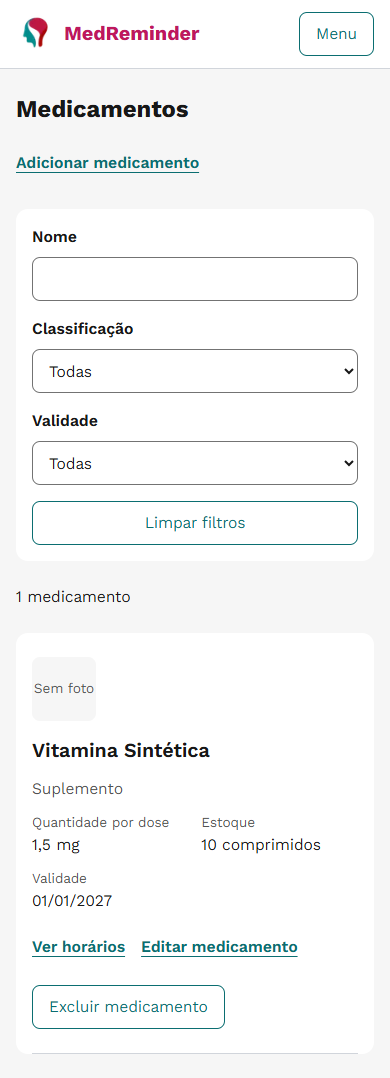 MedReminder
Menu
Medicamentos
Adicionar medicamento
Nome
Classificação
Todas
Validade
Todas
Limpar filtros
1 medicamento
Sem foto
Vitamina Sintética
Suplemento
Quantidade por dose
1,5 mg
Estoque
10 comprimidos
Validade
01/01/2027
Ver horários Editar medicamento
Excluir medicamento